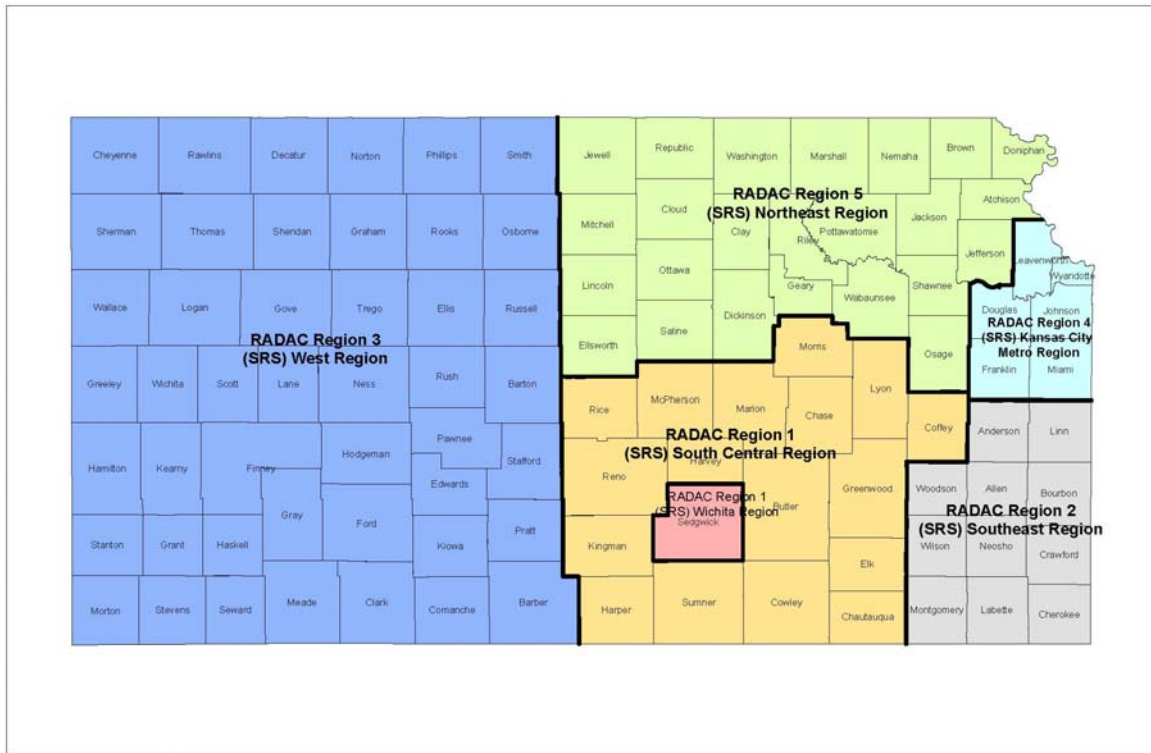 Cheyenne
Rawlins
Decatur
Norton
Phillips
Smith
Jewell
Republic
Washington
Marshall
Nemaha
Brown
Doniphan
RADAC Region 5
(SRS) Northeast Region
Atchison
Sherman
Thomas
Sheridan
Graham
Rooks
Osborne
Mitchell
Cloud
Clay
Riley
Pottawatomie
Jackson
Jefferson
Leavenworth
Wyandotte
Wallace
Logan
Gove
Trego
Ellis
Russell
Lincoln
Ottawa
Dickinson
Geary
Wabaunsee
Shawnee
Douglas
Johnson
RADAC Region 4
(SRS) Kansas City
Metro Region
RADAC Region 3
(SRS) West Region
Ellsworth
Saline
Morris
Osage
Franklin
Miami
Greeley
Wichita
Scott
Lane
Ness
Rush
Barton
Rice
McPherson
Marion
Chase
Lyon
Coffey
Anderson
Linn
RADAC Region 1
(SRS) South Central Region
Hamilton
Kearny
Finney
Hodgeman
Pawnee
Edwards
Stafford
Reno
Harvey
Butler
Greenwood
Woodson
Allen
Bourbon
RADAC Region 1
(SRS) Wichita Region
Sedgwick
RADAC Region 2
(SRS) Southeast Region
Gray
Ford
Kiowa
Pratt
Kingman
Elk
Wilson
Neosho
Crawford
Stanton
Grant
Haskell
Morton
Stevens
Seward
Meade
Clark
Comanche
Barber
Harper
Sumner
Cowley
Chautauqua
Montgomery
Labette
Cherokee